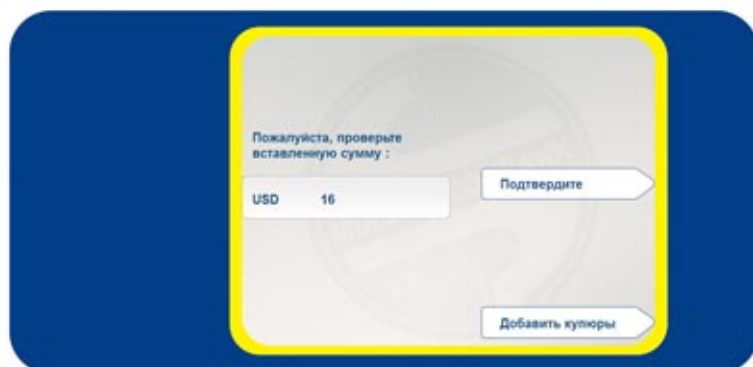 Пожалуйста, проверьте
вставленную сумму :
USD 16
Подтвердите
Добавить купюры